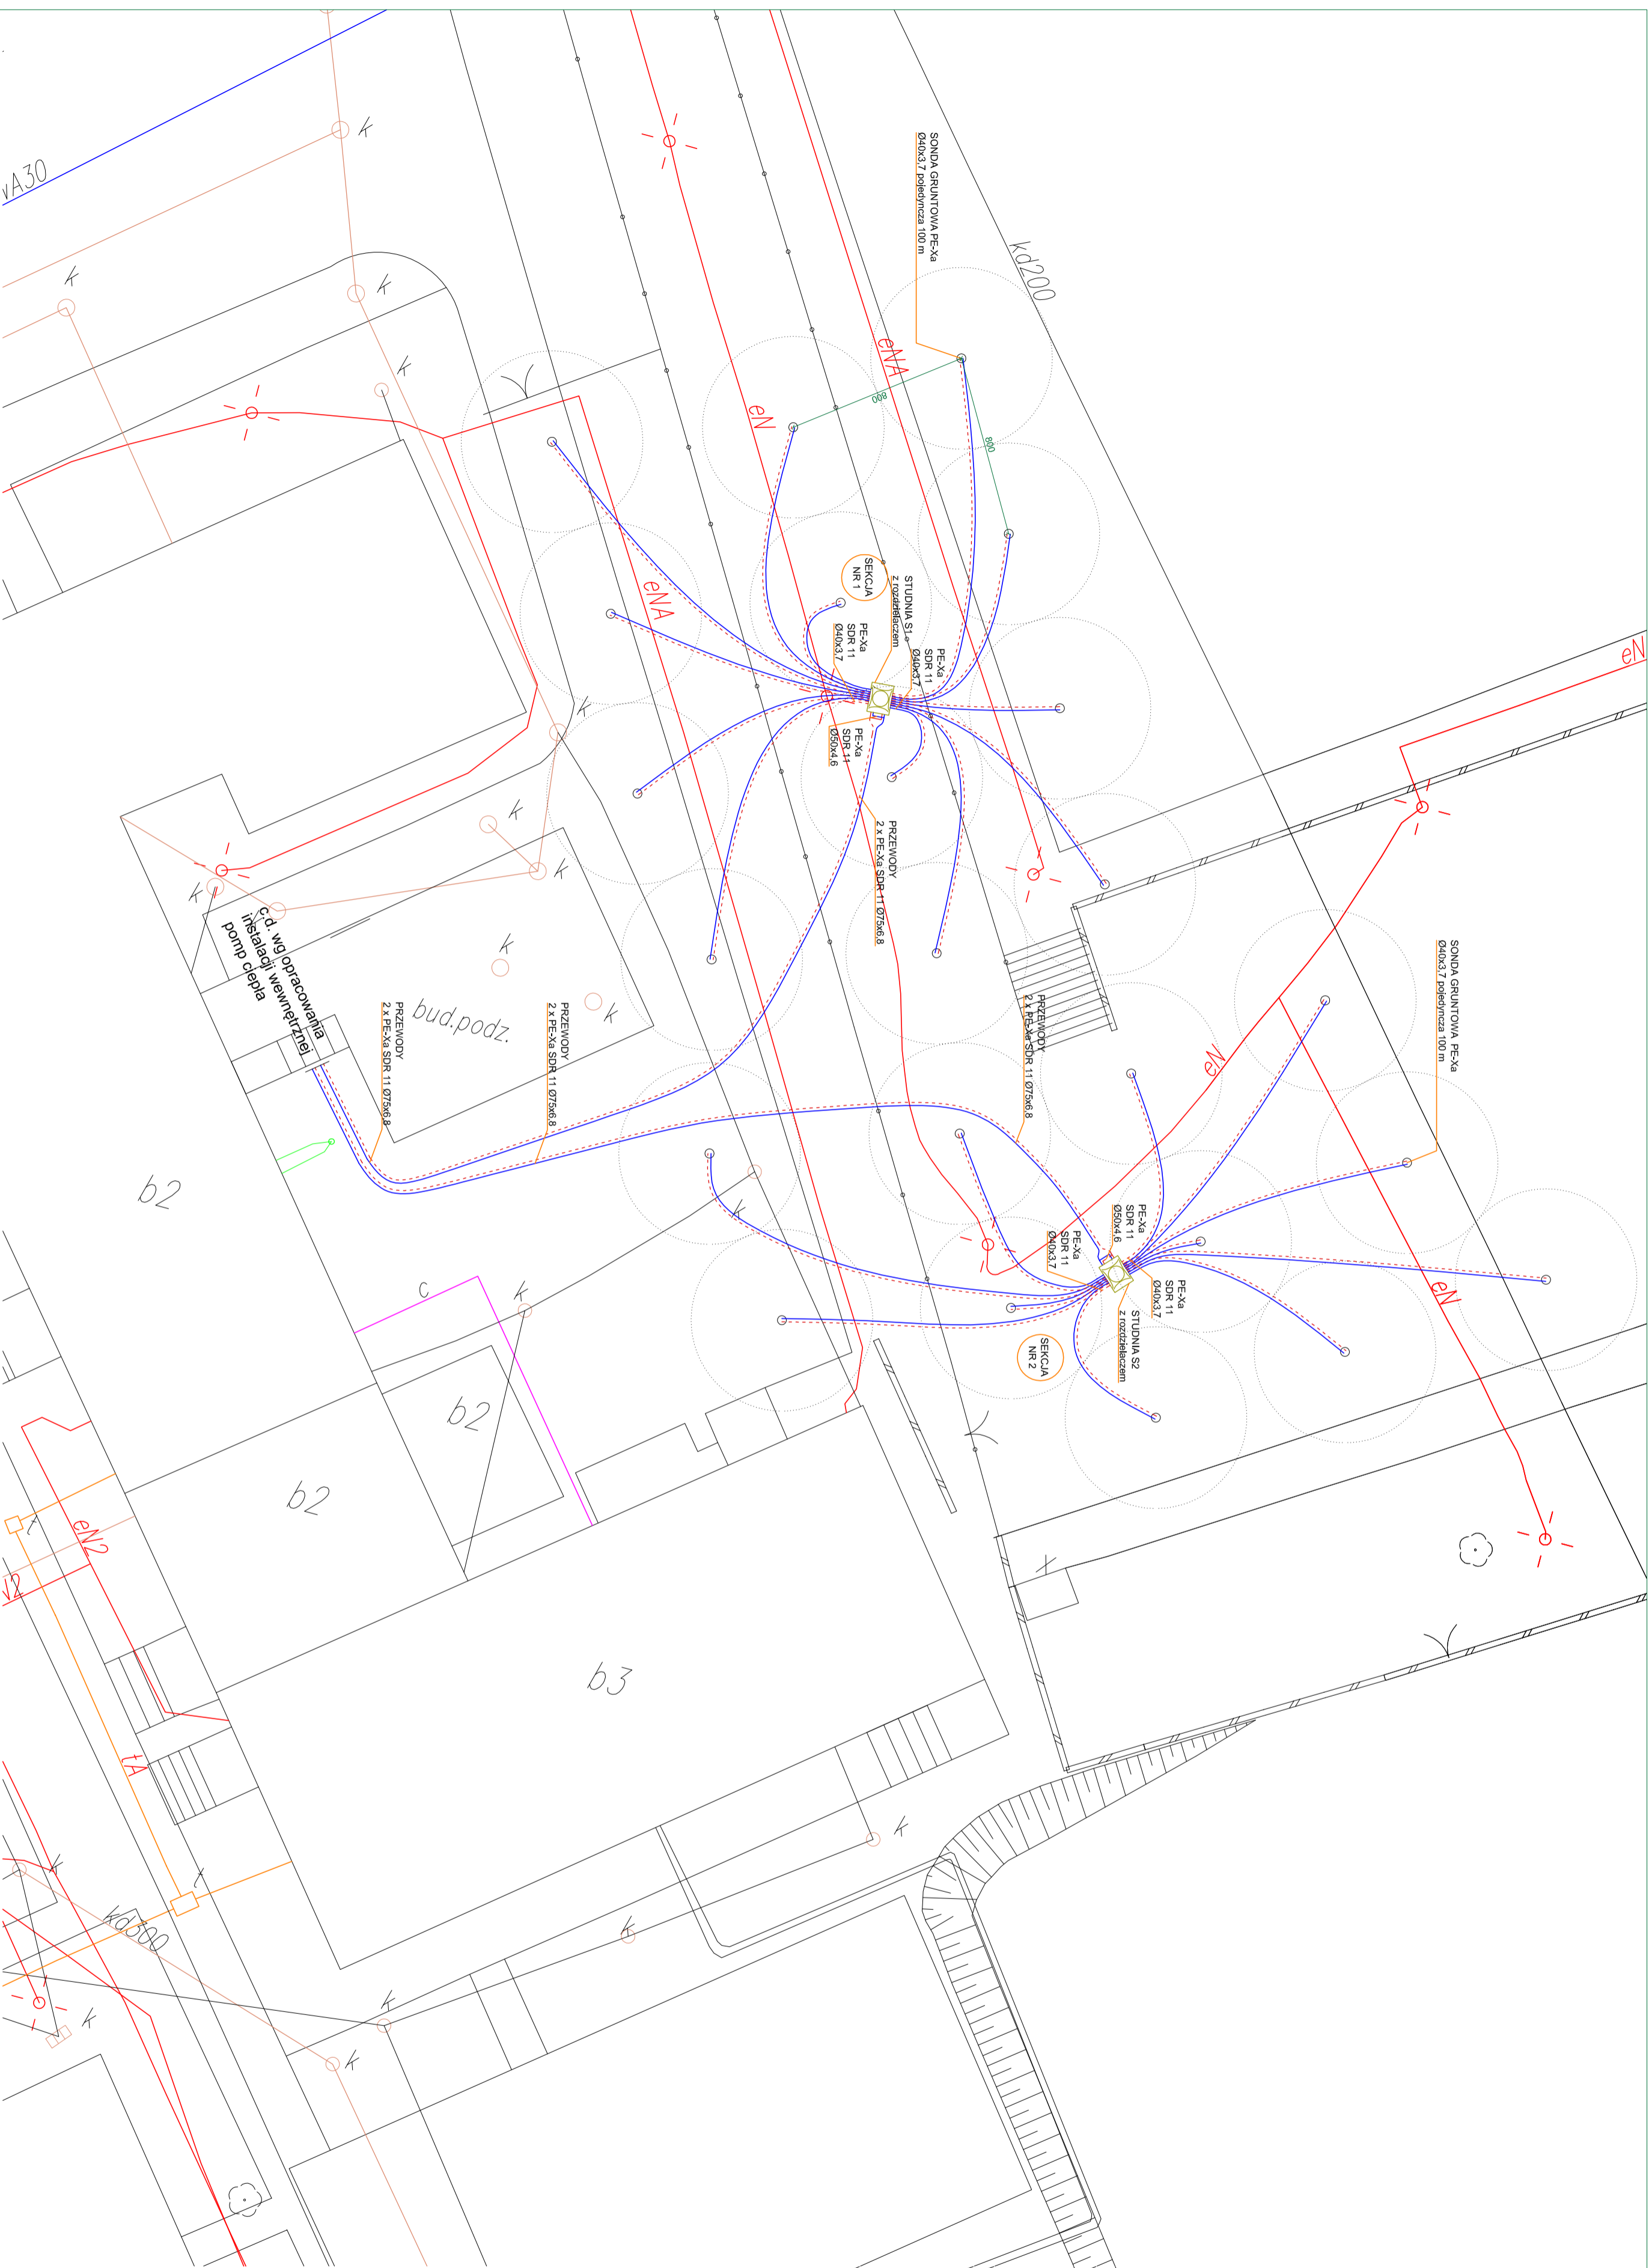 SONDA GRUNTOWA PE-Xa
Ø40x3,7 pojedyncza 100 m
kd200
vA30
k
k
k
k
eNA
eN
800
800
SEKCJA
NR 1
STUDNIA S1
z rozdzielaczem
PE-Xa
SDR 11
Ø40x3,7
PE-Xa
SDR 11
Ø40x3,7
PE-Xa
SDR 11
Ø50x4,6
eNA
eN
k
k
k
k
k
k
PRZEWODY
2 x PE-Xa SDR 11 Ø75x6,8
SONDA GRUNTOWA PE-Xa
Ø40x3,7 pojedyncza 100 m
c.d. wg opracowania
instalacji wewnętrznej
pomp ciepła
bud.podz.
PRZEWODY
2 x PE-Xa SDR 11 Ø75x6,8
PRZEWODY
2 x PE-Xa SDR 11 Ø75x6,8
PRZEWODY
2 x PE-Xa SDR 11 Ø75x6,8
eN
PE-Xa
SDR 11
Ø50x4,6
PE-Xa
SDR 11
Ø40x3,7
PE-Xa
SDR 11
Ø40x3,7
STUDNIA S2
z rozdzielaczem
SEKCJA
NR 2
eN
b2
k
c
k
b2
b2
eN2
t
b3
tA
t
k
k
kd300
k
k
k
k